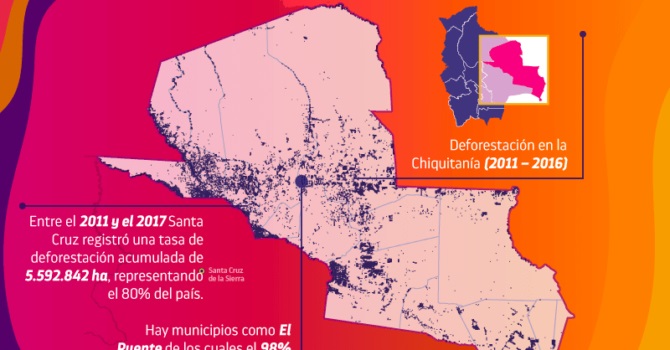 Deforestación en la
Chiquitanía (2011 – 2016)
Entre el 2011 y el 2017 Santa
Cruz registró una tasa de
deforestación acumulada de
5.592.842 ha, representando
el 80% del país.
Santa Cruz
de la Sierra
Hay municipios como El
Puente de los cuales el 98%